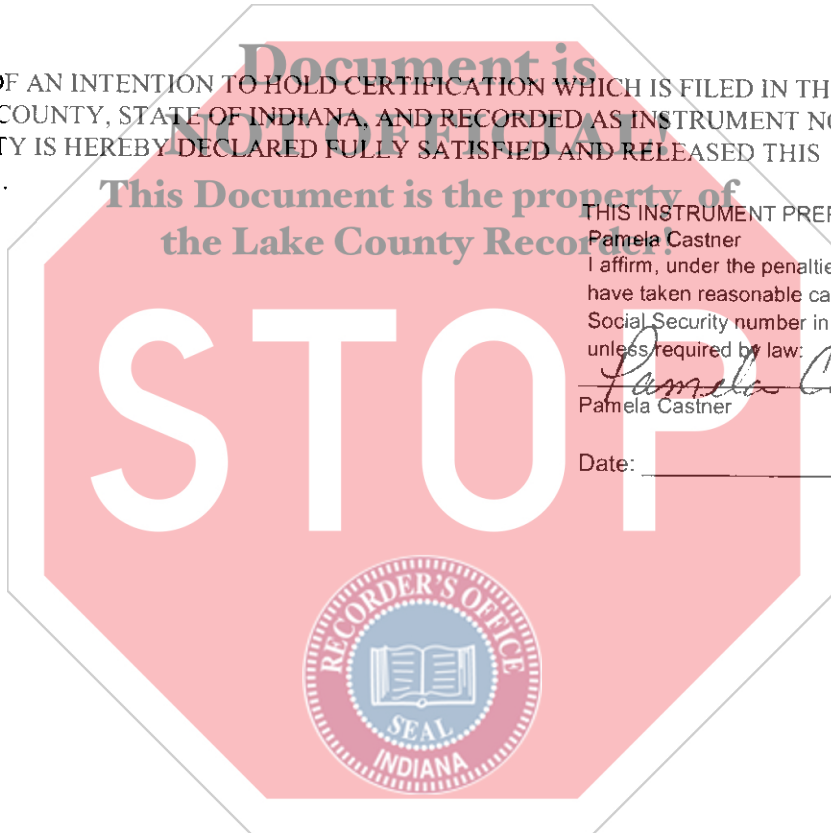 Document is
OF AN INTENTION TO HOLD CERTIFICATION WHICH IS FILED IN TH
COUNTY, STATE OF INDIANA, AND RECORDED AS INSTRUMENT NO
NOT OFFICIAL!
TY IS HEREBY DECLARED FULLY SATISFIED AND RELEASED THIS
.
This Document is the property of
the Lake County Recorder!
THIS INSTRUMENT PREP
Pamela Castner
I affirm, under the penaltie
have taken reasonable ca
Social Security number in
unless required by law:
Pamela C
Pamela Castner
Date:
STOP
RECORDER'S OFFICE
SEAL
INDIANA